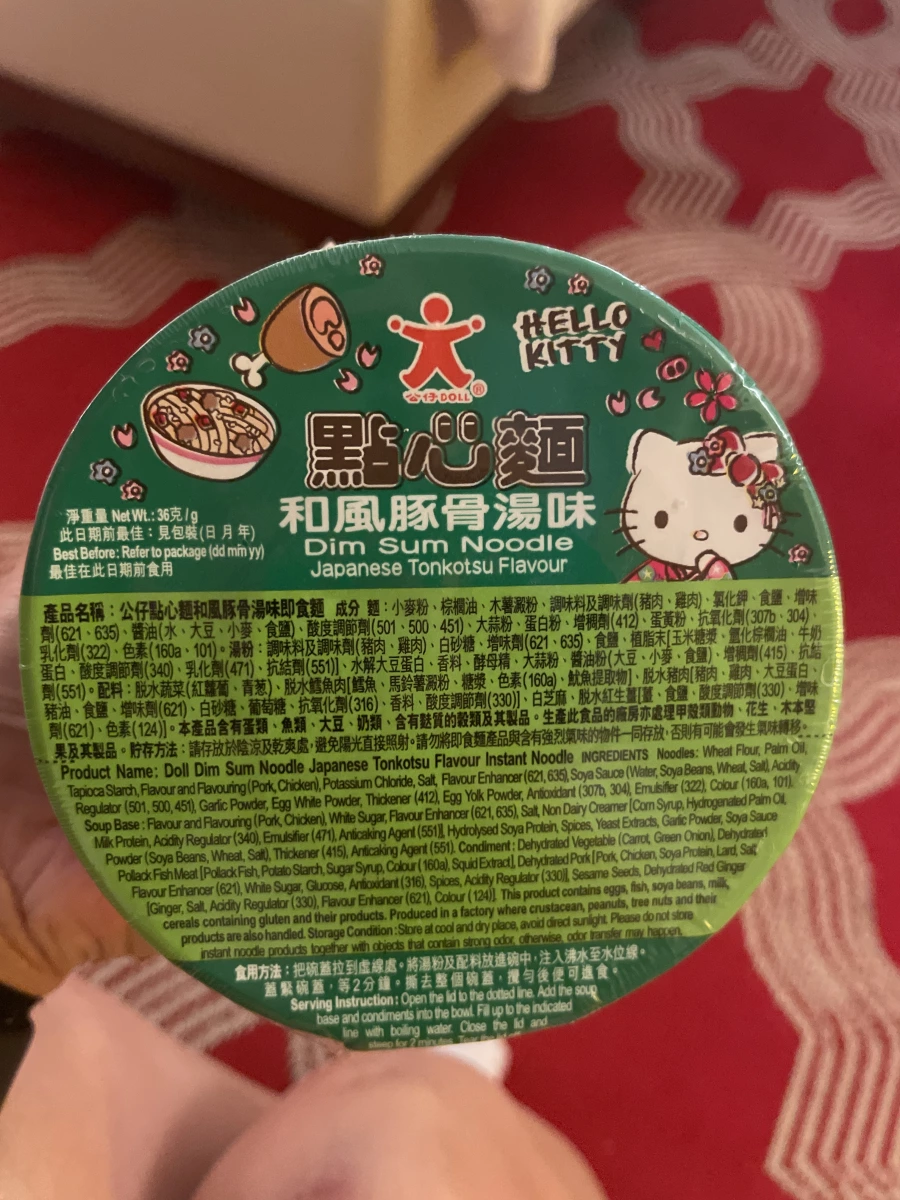 HELLO
KITTY
公仔DOLL®
點心麵
和風豚骨湯味
Dim Sum Noodle
Japanese Tonkotsu Flavour
淨重量 Net Wt.: 36克/g
此日期前最佳：見包裝(日 月 年)
Best Before: Refer to package (dd mm yy)
最佳在此日期前食用
產品名稱：公仔點心麵和風豚骨湯味即食麵 成分 麵：小麥粉、棕櫚油、木薯澱粉、調味料及調味劑(豬肉、雞肉)、氯化鉀、食鹽、增味
劑(621、635)、醬油(水、大豆、小麥、食鹽)、酸度調節劑(501、500、451)、大蒜粉、蛋白粉、增稠劑(412)、蛋黃粉、抗氧化劑(307b、304)、
乳化劑(322)、色素(160a、101)。湯粉：調味料及調味劑(豬肉、雞肉)、白砂糖、增味劑(621、635)、食鹽、植脂末[玉米糖漿、氫化棕櫚油、牛奶
蛋白、酸度調節劑(340)、乳化劑(471)、抗結劑(551)]、水解大豆蛋白、香料、酵母精、大蒜粉、醬油粉(大豆、小麥、食鹽)、增稠劑(415)、抗結
劑(551)。配料：脫水蔬菜(紅蘿蔔、青蔥)、脫水鱈魚肉[鱈魚、馬鈴薯澱粉、糖漿、色素(160a)、魷魚提取物]、脫水豬肉[豬肉、雞肉、大豆蛋白、
豬油、食鹽、增味劑(621)、白砂糖、葡萄糖、抗氧化劑(316)、香料、酸度調節劑(330)]、白芝麻、脫水紅生薑[薑、食鹽、酸度調節劑(330)、增味
劑(621)、色素(124)]。本產品含有蛋類、魚類、大豆、奶類、含有麩質的穀類及其製品。生產此食品的廠房亦處理甲殼類動物、花生、木本堅
果及其製品。貯存方法：請存放於陰涼及乾爽處，避免陽光直接照射。請勿將即食麵產品與含有強烈氣味的物件一同存放，否則有可能會發生氣味轉移。
Product Name: Doll Dim Sum Noodle Japanese Tonkotsu Flavour Instant Noodle INGREDIENTS Noodles: Wheat Flour, Palm Oil,
Tapioca Starch, Flavour and Flavouring (Pork, Chicken), Potassium Chloride, Salt, Flavour Enhancer (621, 635), Soya Sauce (Water, Soya Beans, Wheat, Salt), Acidity
Regulator (501, 500, 451), Garlic Powder, Egg White Powder, Thickener (412), Egg Yolk Powder, Antioxidant (307b, 304), Emulsifier (322), Colour (160a, 101).
Soup Base: Flavour and Flavouring (Pork, Chicken), White Sugar, Flavour Enhancer (621, 635), Salt, Non Dairy Creamer [Corn Syrup, Hydrogenated Palm Oil,
Milk Protein, Acidity Regulator (340), Emulsifier (471), Anticaking Agent (551)], Hydrolysed Soya Protein, Spices, Yeast Extracts, Garlic Powder, Soya Sauce
Powder (Soya Beans, Wheat, Salt), Thickener (415), Anticaking Agent (551). Condiment: Dehydrated Vegetable (Carrot, Green Onion), Dehydrated
Pollack Fish Meat [Pollack Fish, Potato Starch, Sugar Syrup, Colour (160a), Squid Extract], Dehydrated Pork [Pork, Chicken, Soya Protein, Lard, Salt,
Flavour Enhancer (621), White Sugar, Glucose, Antioxidant (316), Spices, Acidity Regulator (330)], Sesame Seeds, Dehydrated Red Ginger
[Ginger, Salt, Acidity Regulator (330), Flavour Enhancer (621), Colour (124)]. This product contains eggs, fish, soya beans, milk,
cereals containing gluten and their products. Produced in a factory where crustacean, peanuts, tree nuts and their
products are also handled. Storage Condition: Store at cool and dry place, avoid direct sunlight. Please do not store
instant noodle products together with objects that contain strong odor, otherwise, odor transfer may happen.
食用方法：把碗蓋拉到虛線處。將湯粉及配料放進碗中，注入沸水至水位線。
蓋緊碗蓋，等2分鐘。撕去整個碗蓋，攪勻後便可進食。
Serving Instruction: Open the lid to the dotted line. Add the soup
base and condiments into the bowl. Fill up to the indicated
line with boiling water. Close the lid and
steep for 2 minutes.